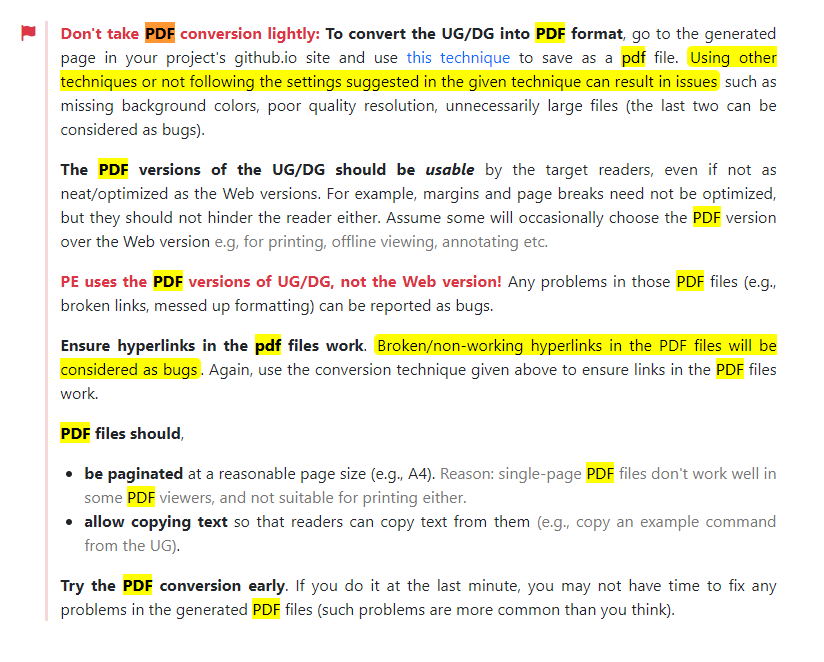 Don't take PDF conversion lightly: To convert the UG/DG into PDF format, go to the generated
page in your project's github.io site and use this technique to save as a pdf file. Using other
techniques or not following the settings suggested in the given technique can result in issues such as
missing background colors, poor quality resolution, unnecessarily large files (the last two can be
considered as bugs).
The PDF versions of the UG/DG should be usable by the target readers, even if not as
neat/optimized as the Web versions. For example, margins and page breaks need not be optimized,
but they should not hinder the reader either. Assume some will occasionally choose the PDF version
over the Web version e.g, for printing, offline viewing, annotating etc.
PE uses the PDF versions of UG/DG, not the Web version! Any problems in those PDF files (e.g.,
broken links, messed up formatting) can be reported as bugs.
Ensure hyperlinks in the pdf files work. Broken/non-working hyperlinks in the PDF files will be
considered as bugs. Again, use the conversion technique given above to ensure links in the PDF files
work.
PDF files should,
• be paginated at a reasonable page size (e.g., A4). Reason: single-page PDF files don't work well in
some PDF viewers, and not suitable for printing either.
• allow copying text so that readers can copy text from them (e.g., copy an example command
from the UG).
Try the PDF conversion early. If you do it at the last minute, you may not have time to fix any
problems in the generated PDF files (such problems are more common than you think).